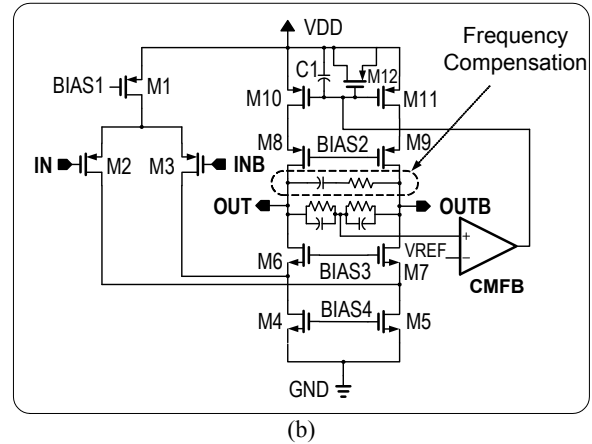 Frequency
Compensation
VDD
C1
M12
BIAS1
M1
M10
M11
M8
BIAS2
M9
IN
M2
M3
INB
OUT
OUTB
VREF
+
−
CMFB
M6
BIAS3
M7
M4
BIAS4
M5
GND
(b)